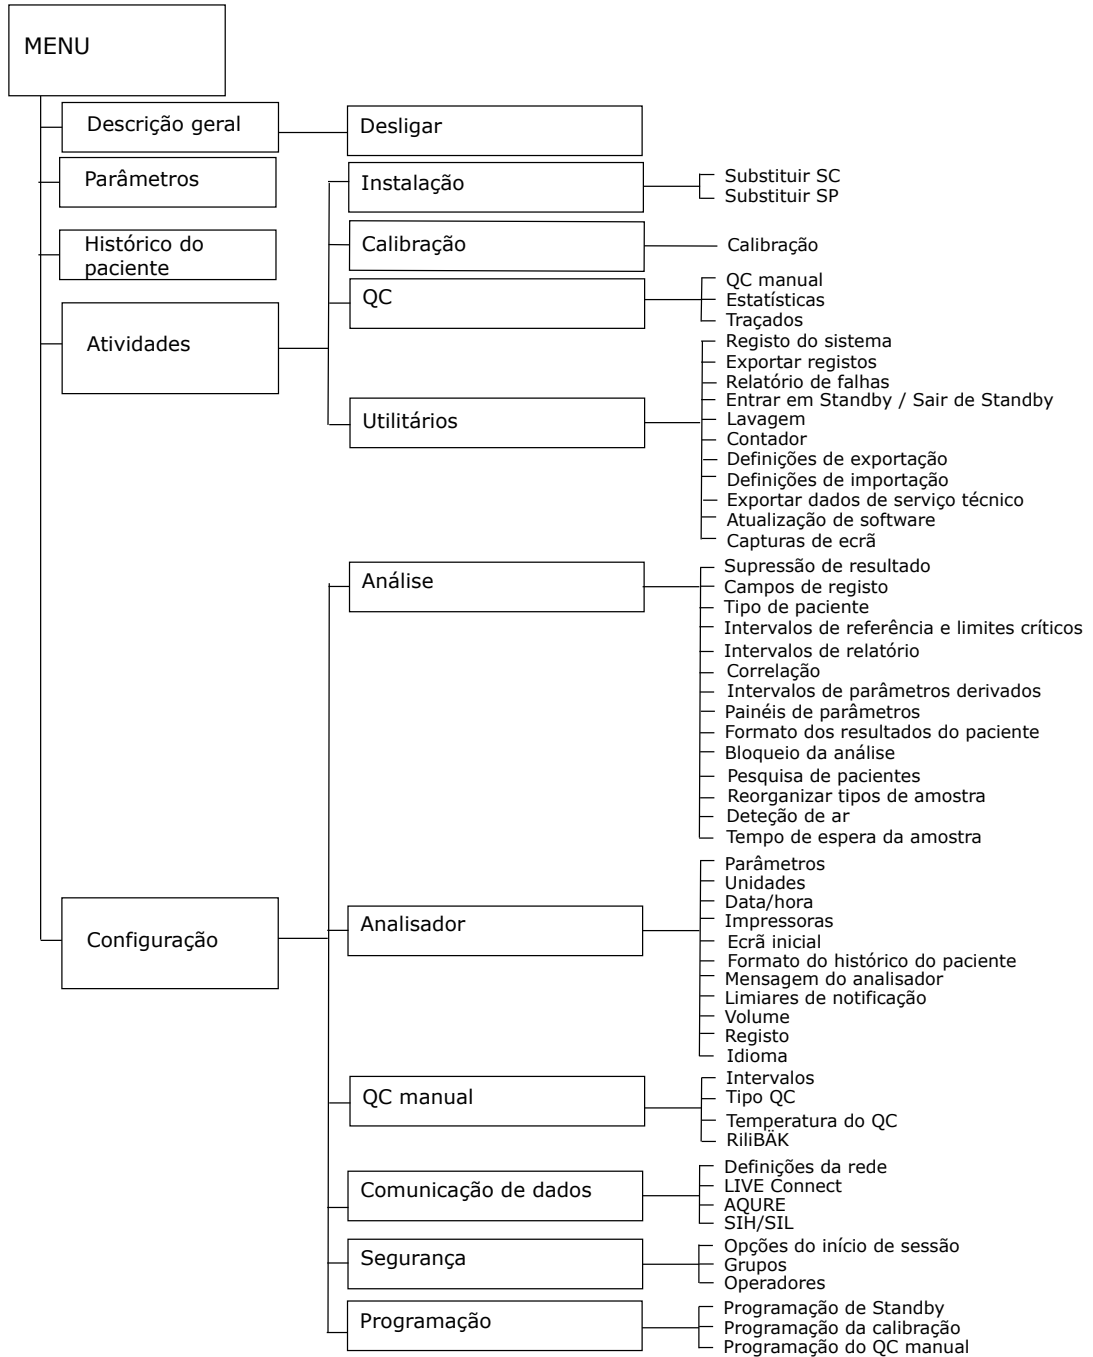 MENU
Descrição geral
Desligar
Parâmetros
Histórico do
paciente
Atividades
Instalação
Substituir SC
Substituir SP
Calibração
Calibração
QC
QC manual
Estatísticas
Traçados
Utilitários
Registo do sistema
Exportar registos
Relatório de falhas
Entrar em Standby / Sair de Standby
Lavagem
Contador
Definições de exportação
Definições de importação
Exportar dados de serviço técnico
Atualização de software
Capturas de ecrã
Configuração
Análise
Supressão de resultado
Campos de registo
Tipo de paciente
Intervalos de referência e limites críticos
Intervalos de relatório
Correlação
Intervalos de parâmetros derivados
Painéis de parâmetros
Formato dos resultados do paciente
Bloqueio da análise
Pesquisa de pacientes
Reorganizar tipos de amostra
Deteção de ar
Tempo de espera da amostra
Analisador
Parâmetros
Unidades
Data/hora
Impressoras
Ecrã inicial
Formato do histórico do paciente
Mensagem do analisador
Limiares de notificação
Volume
Registo
Idioma
QC manual
Intervalos
Tipo QC
Temperatura do QC
RiliBÄK
Comunicação de dados
Definições da rede
LIVE Connect
AQURE
SIH/SIL
Segurança
Opções do início de sessão
Grupos
Operadores
Programação
Programação de Standby
Programação da calibração
Programação do QC manual